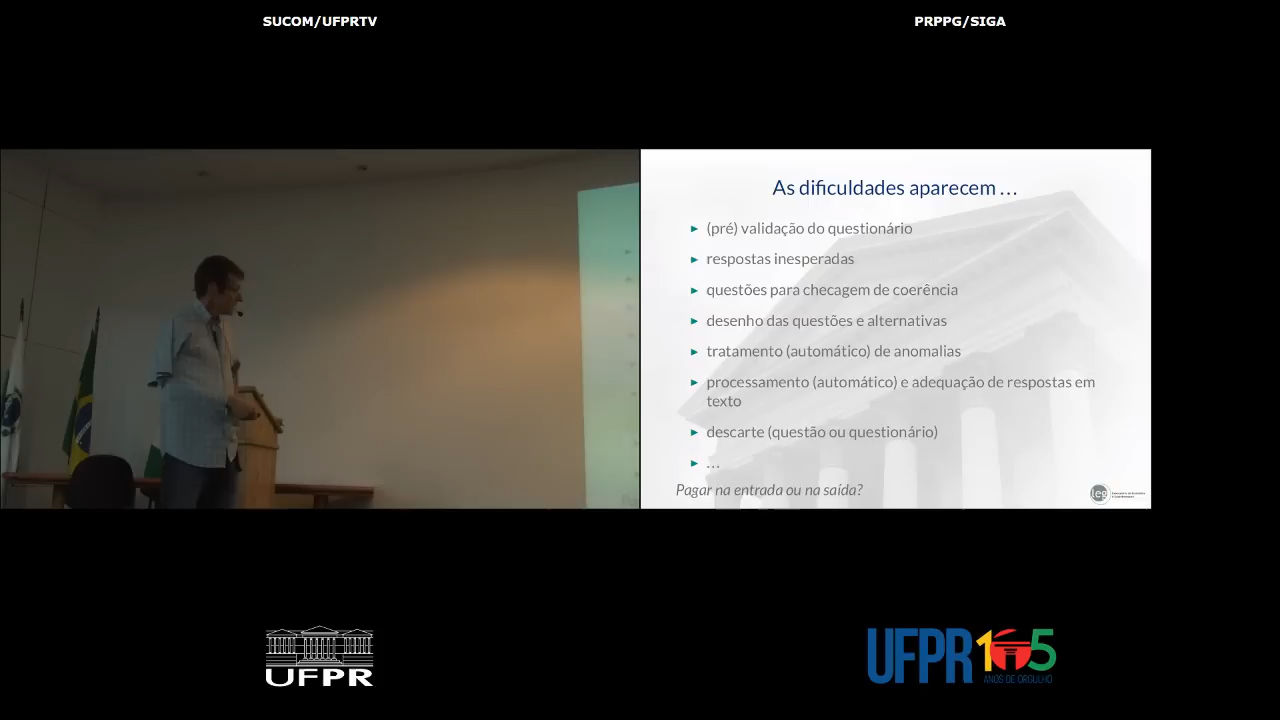 SUCOM/UFPRTV
PRPPG/SIGA
As dificuldades aparecem ...
(pré) validação do questionário
respostas inesperadas
questões para checagem de coerência
desenho das questões e alternativas
tratamento (automático) de anomalias
processamento (automático) e adequação de respostas em
texto
descarte (questão ou questionário)
...
Pagar na entrada ou na saída?
leg
UFPR
UFPR 105
ANOS DE ORGULHO